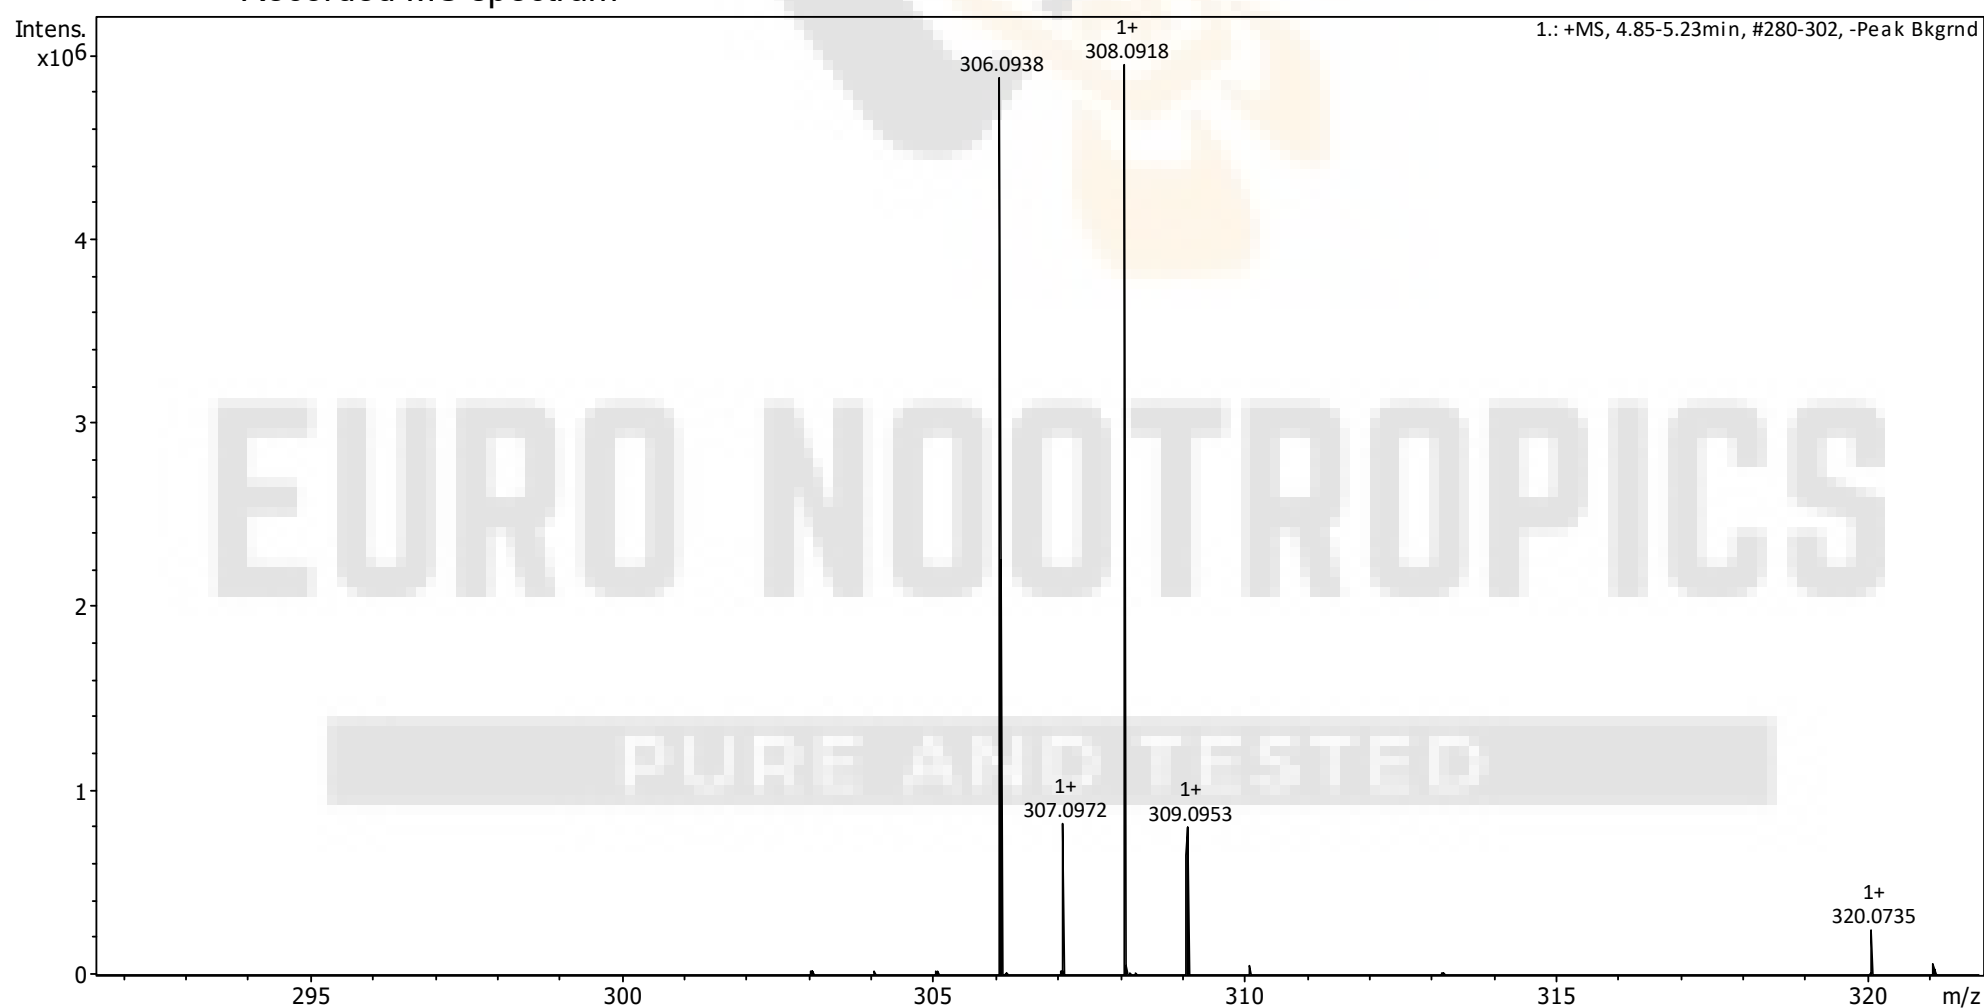 Recorded MS spectrum
Intens.
x10⁶
1.: +MS, 4.85-5.23min, #280-302, -Peak Bkgrnd
1+
308.0918
306.0938
4
3
EURO NOOTROPICS
2
PURE AND TESTED
1
1+
307.0972
1+
309.0953
1+
320.0735
0
295 300 305 310 315 320 m/z